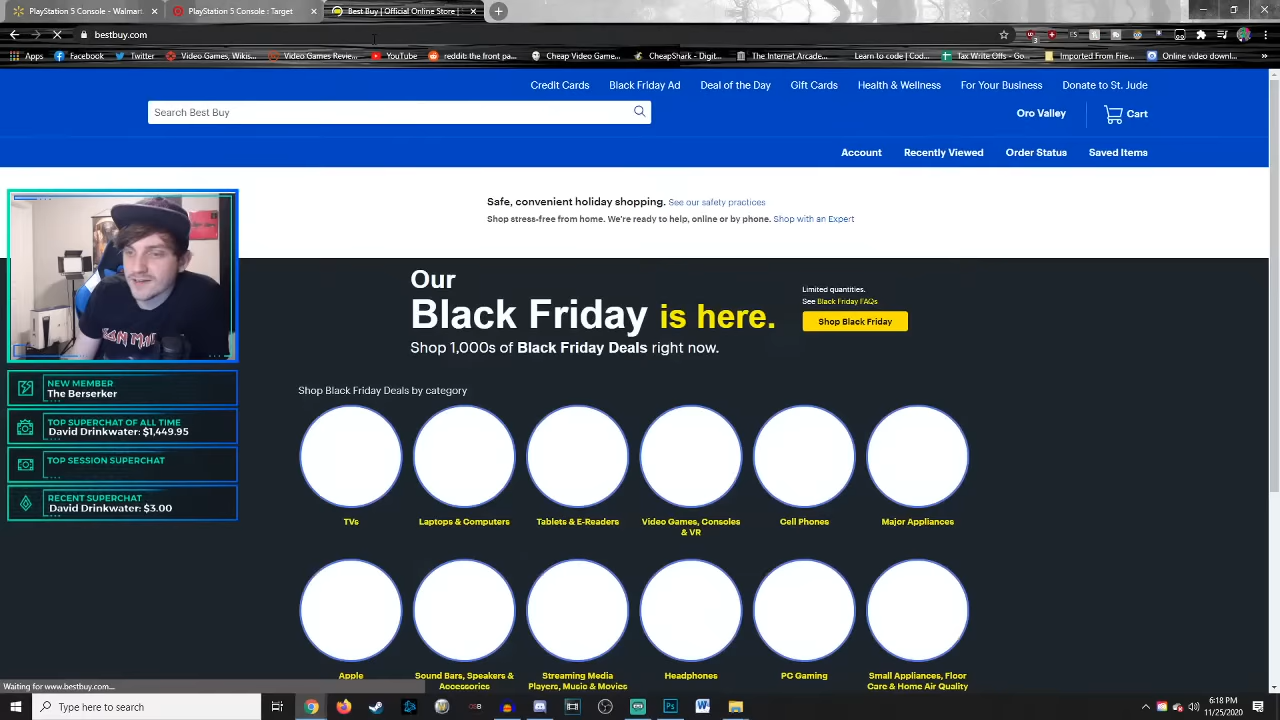 PlayStation 5 Console - Walmar
PlayStation 5 Console : Target
Best Buy | Official Online Store |
bestbuy.com
Apps
Facebook
Twitter
Video Games, Wikis...
Video Games Revie...
YouTube
reddit: the front pa...
Cheap Video Game...
CheapShark - Digit...
The Internet Arcade...
Learn to code | Cod...
Tax Write Offs - Go...
Imported From Fire...
Online video downl...
Credit Cards
Black Friday Ad
Deal of the Day
Gift Cards
Health & Wellness
For Your Business
Donate to St. Jude
Search Best Buy
Oro Valley
Cart
Account
Recently Viewed
Order Status
Saved Items
Safe, convenient holiday shopping. See our safety practices
Shop stress-free from home. We're ready to help, online or by phone. Shop with an Expert
Our
Black Friday is here.
Shop 1,000s of Black Friday Deals right now.
Limited quantities.
See Black Friday FAQs
Shop Black Friday
NEW MEMBER
The Berserker
TOP SUPERCHAT OF ALL TIME
David Drinkwater: $1,449.95
TOP SESSION SUPERCHAT
RECENT SUPERCHAT
David Drinkwater: $3.00
Shop Black Friday Deals by category
TVs
Laptops & Computers
Tablets & E-Readers
Video Games, Consoles
& VR
Cell Phones
Major Appliances
Apple
Sound Bars, Speakers &
Accessories
Streaming Media
Players, Music & Movies
Headphones
PC Gaming
Small Appliances, Floor
Care & Home Air Quality
Waiting for www.bestbuy.com...
Type here to search
6:18 PM
11/25/2020